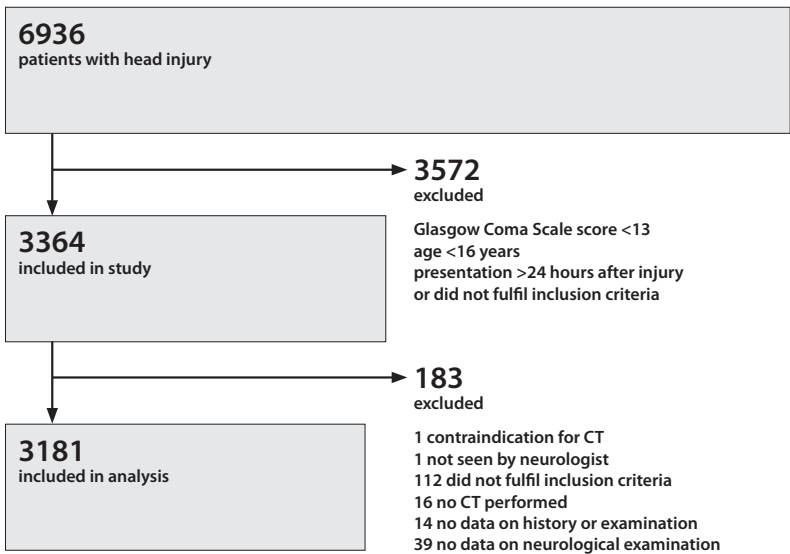 6936
patients with head injury
3572
excluded
Glasgow Coma Scale score <13
age <16 years
presentation >24 hours after injury
or did not fulfil inclusion criteria
3364
included in study
183
excluded
1 contraindication for CT
1 not seen by neurologist
112 did not fulfil inclusion criteria
16 no CT performed
14 no data on history or examination
39 no data on neurological examination
3181
included in analysis